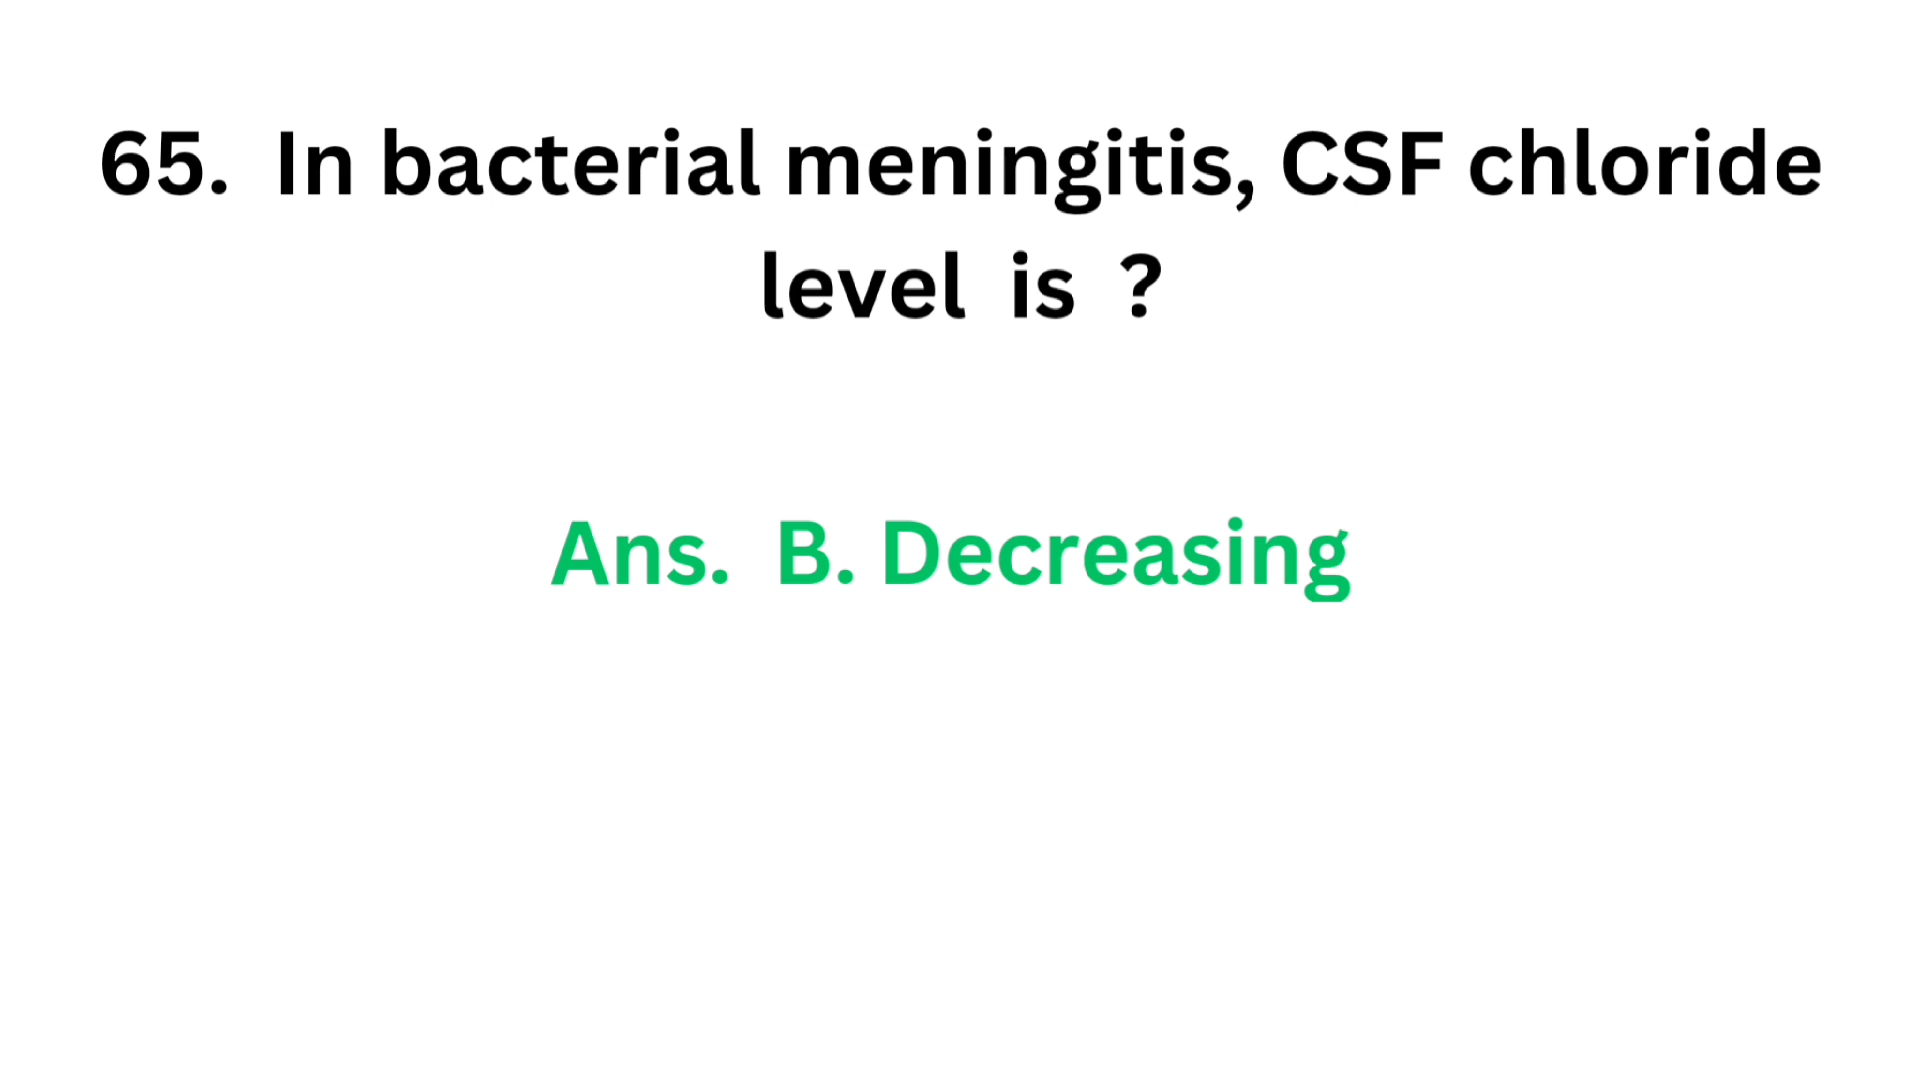 65. In bacterial meningitis, CSF chloride
level is ?
Ans. B. Decreasing